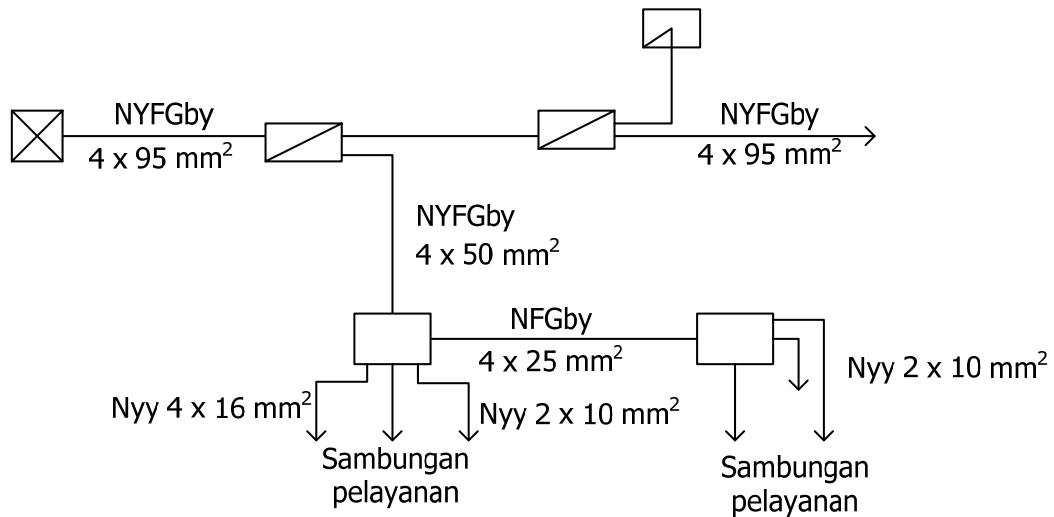 NYFGby
4 x 95 mm²
NYFGby
4 x 95 mm²
NYFGby
4 x 50 mm²
NFGby
4 x 25 mm²
Nyy 4 x 16 mm²
Nyy 2 x 10 mm²
Nyy 2 x 10 mm²
Sambungan
pelayanan
Sambungan
pelayanan